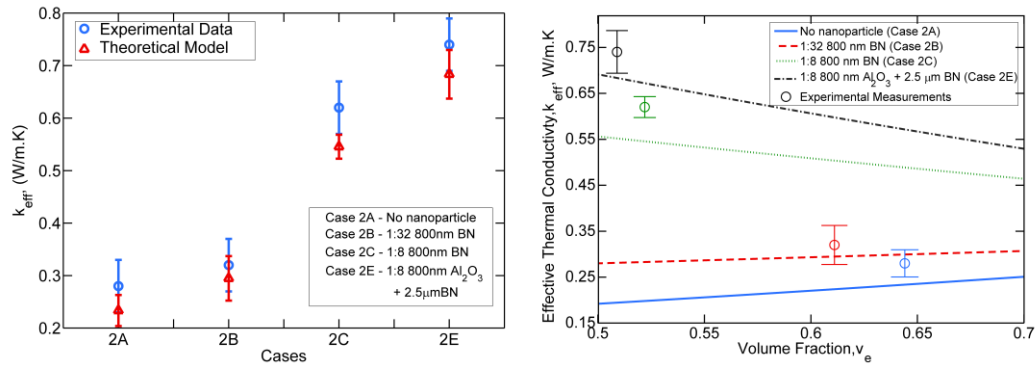 0.8
0.7
0.6
0.5
0.4
0.3
0.2
k_eff, (W/m.K)
Experimental Data
Theoretical Model
Case 2A - No nanoparticle
Case 2B - 1:32 800nm BN
Case 2C - 1:8 800nm BN
Case 2E - 1:8 800nm Al₂O₃
+ 2.5μmBN
2A 2B 2C 2E
Cases
Effective Thermal Conductivty,k_eff, W/m.K
0.75
0.65
0.55
0.45
0.35
0.25
0.15
No nanoparticle (Case 2A)
1:32 800 nm BN (Case 2B)
1:8 800 nm BN (Case 2C)
1:8 800 nm Al₂O₃ + 2.5 μm BN (Case 2E)
Experimental Measurements
0.5 0.55 0.6 0.65 0.7
Volume Fraction,v_e